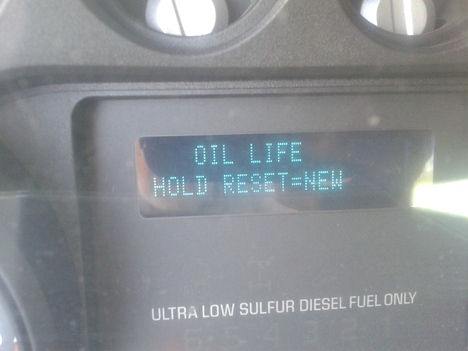 OIL LIFE
HOLD RESET=NEW
ULTRA LOW SULFUR DIESEL FUEL ONLY